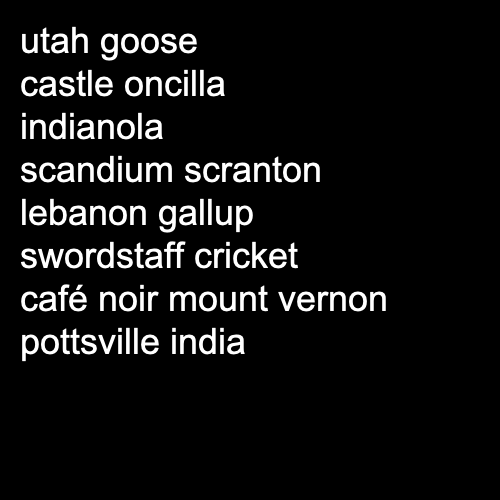 utah goose
castle oncilla
indianola
scandium scranton
lebanon gallup
swordstaff cricket
café noir mount vernon
pottsville india